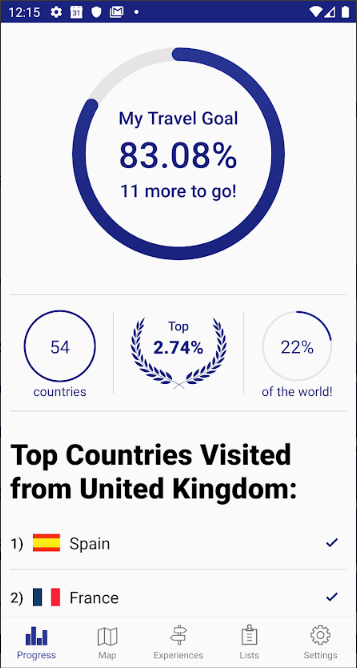 12:15
31
My Travel Goal
83.08%
11 more to go!
54
countries
Top
2.74%
22%
of the world!
Top Countries Visited
from United Kingdom:
1) Spain
2) France
Progress
Map
Experiences
Lists
Settings